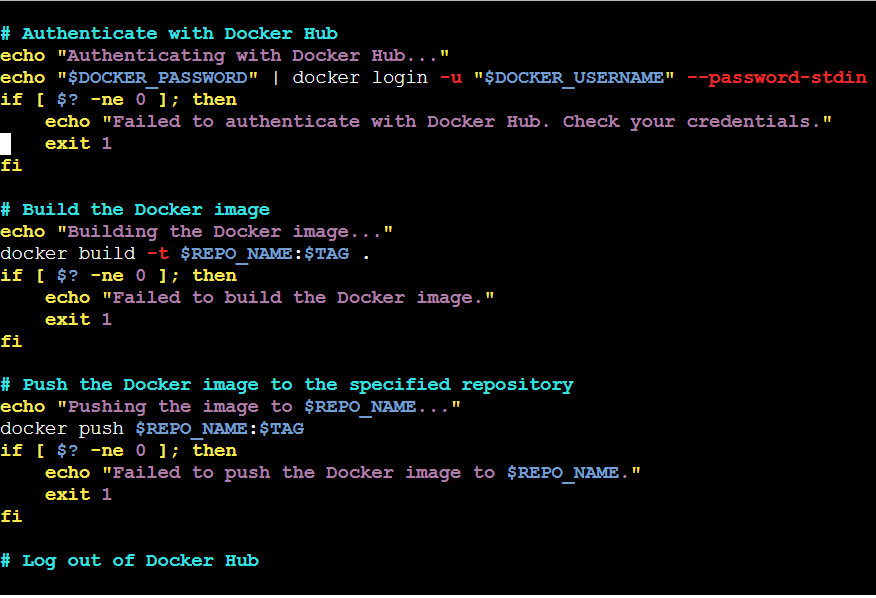 # Authenticate with Docker Hub
echo "Authenticating with Docker Hub..."
echo "$DOCKER_PASSWORD" | docker login -u "$DOCKER_USERNAME" --password-stdin
if [ $? -ne 0 ]; then
    echo "Failed to authenticate with Docker Hub. Check your credentials."
    exit 1
fi

# Build the Docker image
echo "Building the Docker image..."
docker build -t $REPO_NAME:$TAG .
if [ $? -ne 0 ]; then
    echo "Failed to build the Docker image."
    exit 1
fi

# Push the Docker image to the specified repository
echo "Pushing the image to $REPO_NAME..."
docker push $REPO_NAME:$TAG
if [ $? -ne 0 ]; then
    echo "Failed to push the Docker image to $REPO_NAME."
    exit 1
fi

# Log out of Docker Hub